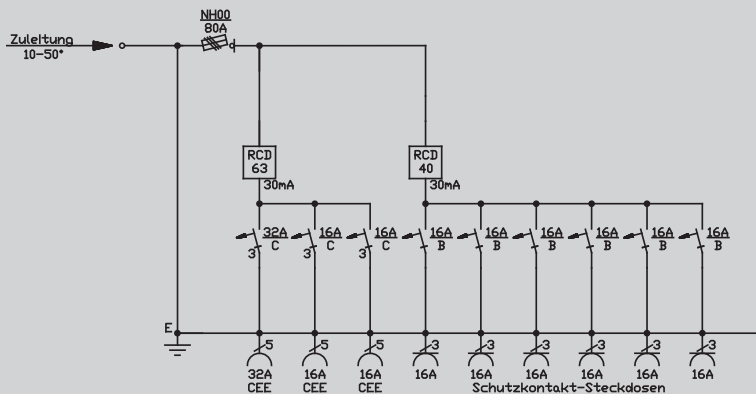 NH00
80A
Zuleitung
10-50°
RCD
63
30mA
RCD
40
30mA
32A
C
3
16A
C
3
16A
C
3
16A
B
16A
B
16A
B
16A
B
16A
B
16A
B
E
5 5 5 3 3 3 3 3 3
32A 16A 16A 16A 16A 16A 16A 16A 16A
CEE CEE CEE Schutzkontakt-Steckdosen